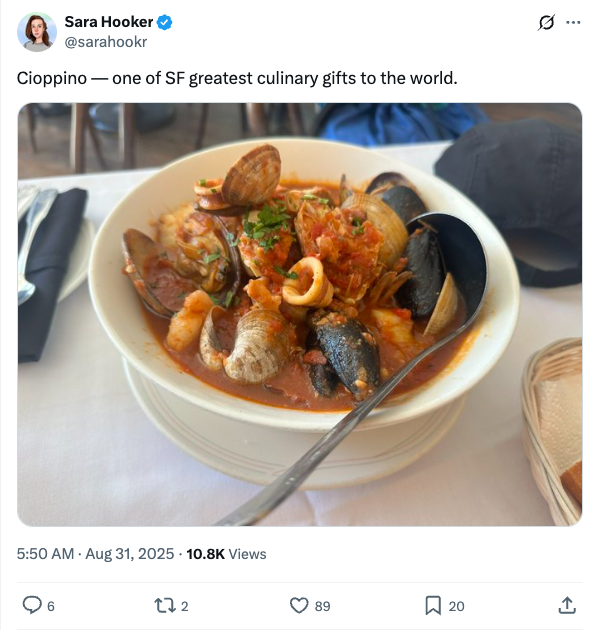 Sara Hooker
@sarahookr
Cioppino — one of SF greatest culinary gifts to the world.
5:50 AM · Aug 31, 2025 · 10.8K Views
6 2 89 20